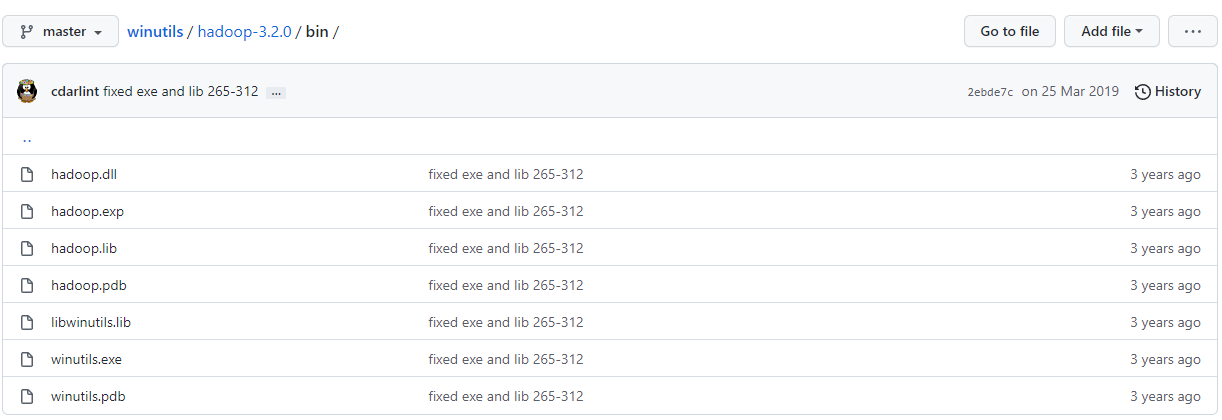 master winutils / hadoop-3.2.0 / bin / Go to file Add file ...
cdarlint fixed exe and lib 265-312 ... 2ebde7c on 25 Mar 2019 History
..
hadoop.dll fixed exe and lib 265-312 3 years ago
hadoop.exp fixed exe and lib 265-312 3 years ago
hadoop.lib fixed exe and lib 265-312 3 years ago
hadoop.pdb fixed exe and lib 265-312 3 years ago
libwinutils.lib fixed exe and lib 265-312 3 years ago
winutils.exe fixed exe and lib 265-312 3 years ago
winutils.pdb fixed exe and lib 265-312 3 years ago